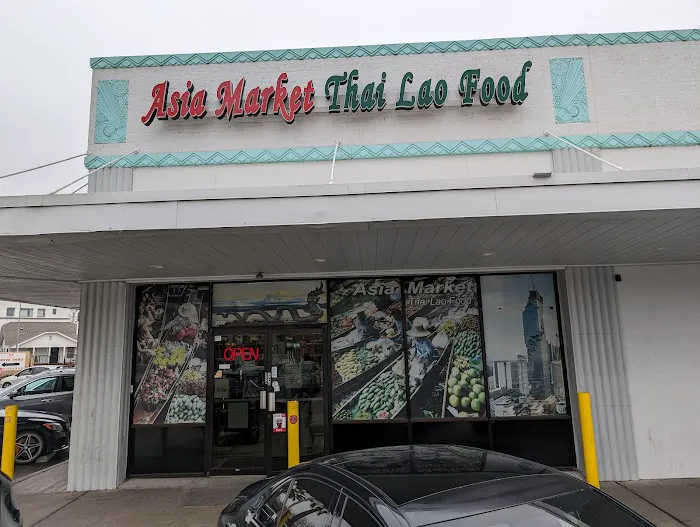 Asia Market Thai Lao Food
Asia Market
Thai Lao Food
OPEN